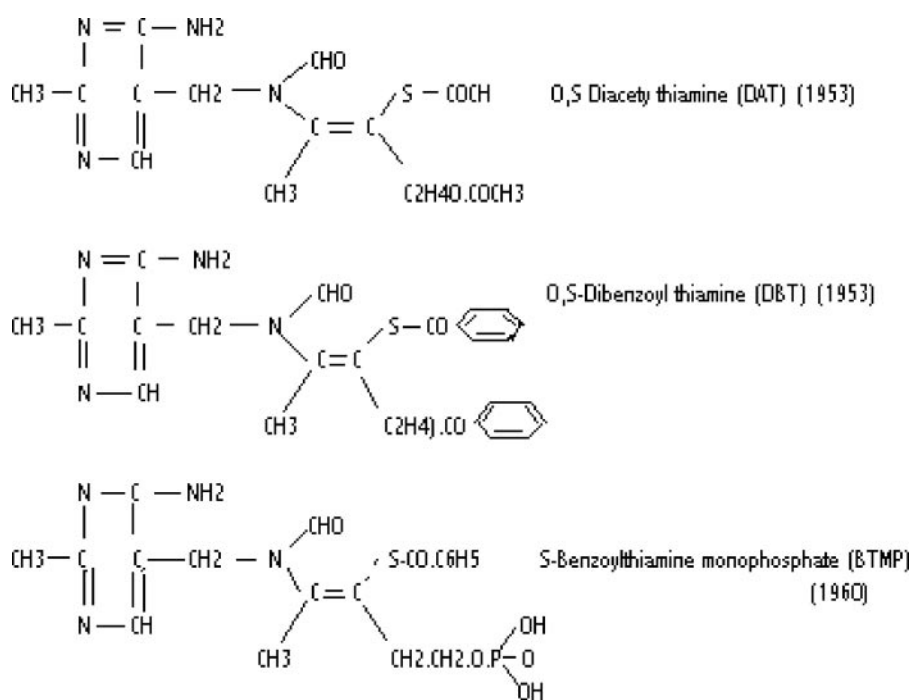 N = C - NH2
CHO
CH3 - C C - CH2 - N S - COCH O,S Diacety thiamine (DAT) (1953)
C = C
N - CH
CH3 C2H4O.COCH3
N = C - NH2
CHO O,S-Dibenzoyl thiamine (DBT) (1953)
CH3 - C C - CH2 - N S - CO
C = C
N - CH
CH3 C2H4).CO
N - C - NH2
CHO
CH3 - C C - CH2 - N S-CO.C6H5 S-Benzoylthiamine monophosphate (BTMP)
C = C (1960)
N - CH OH
CH3 CH2.CH2.O.P - O
OH